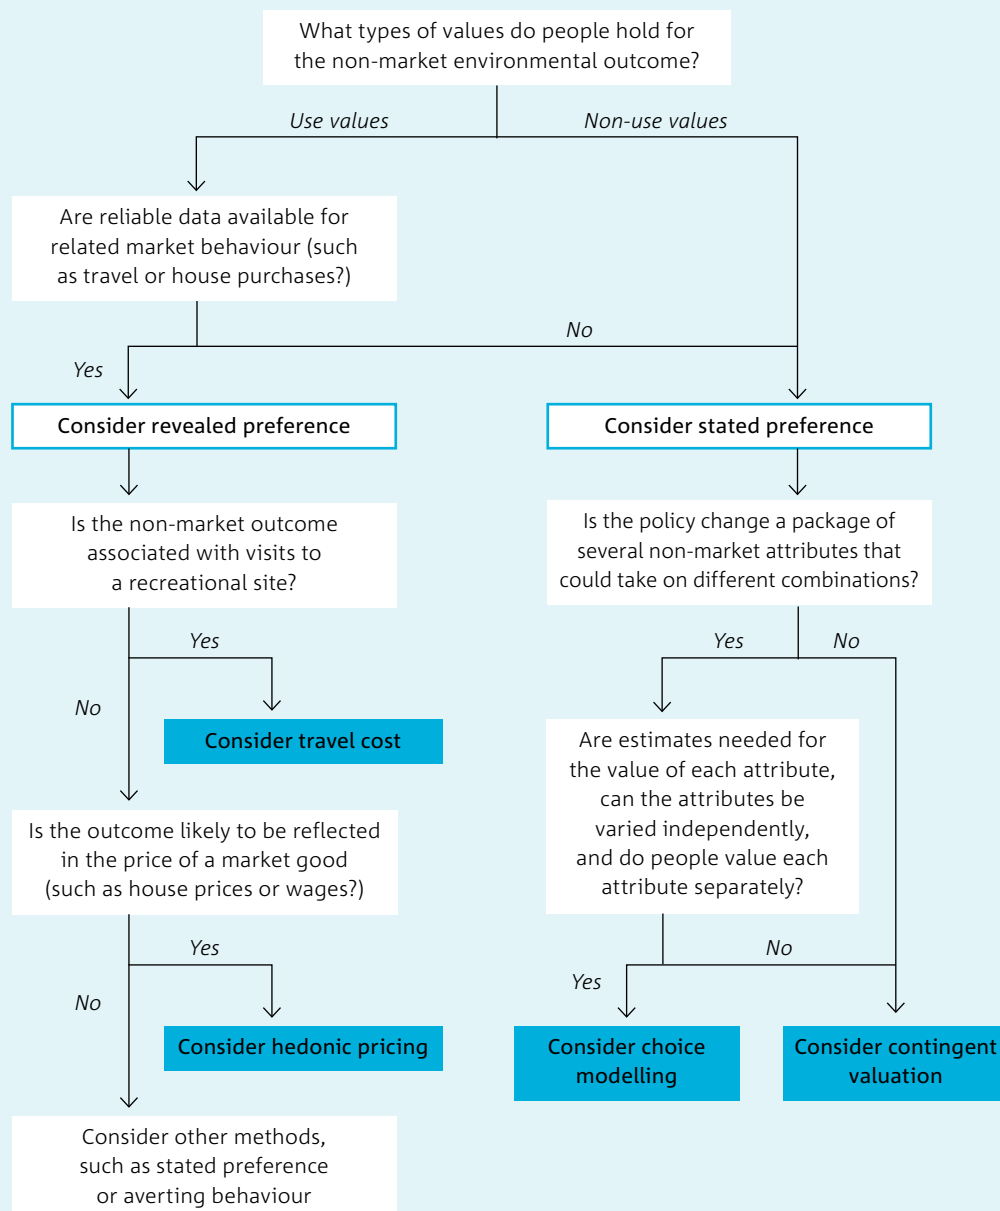 What types of values do people hold for
the non-market environmental outcome?
Use values
Non-use values
Are reliable data available for
related market behaviour (such
as travel or house purchases?)
No
Yes
Consider revealed preference
Consider stated preference
Is the non-market outcome
associated with visits to
a recreational site?
Is the policy change a package of
several non-market attributes that
could take on different combinations?
Yes
No
Yes
No
Consider travel cost
Are estimates needed for
the value of each attribute,
can the attributes be
varied independently,
and do people value each
attribute separately?
Is the outcome likely to be reflected
in the price of a market good
(such as house prices or wages?)
Yes
No
No
Yes
Consider hedonic pricing
Consider choice
modelling
Consider contingent
valuation
Consider other methods,
such as stated preference
or averting behaviour